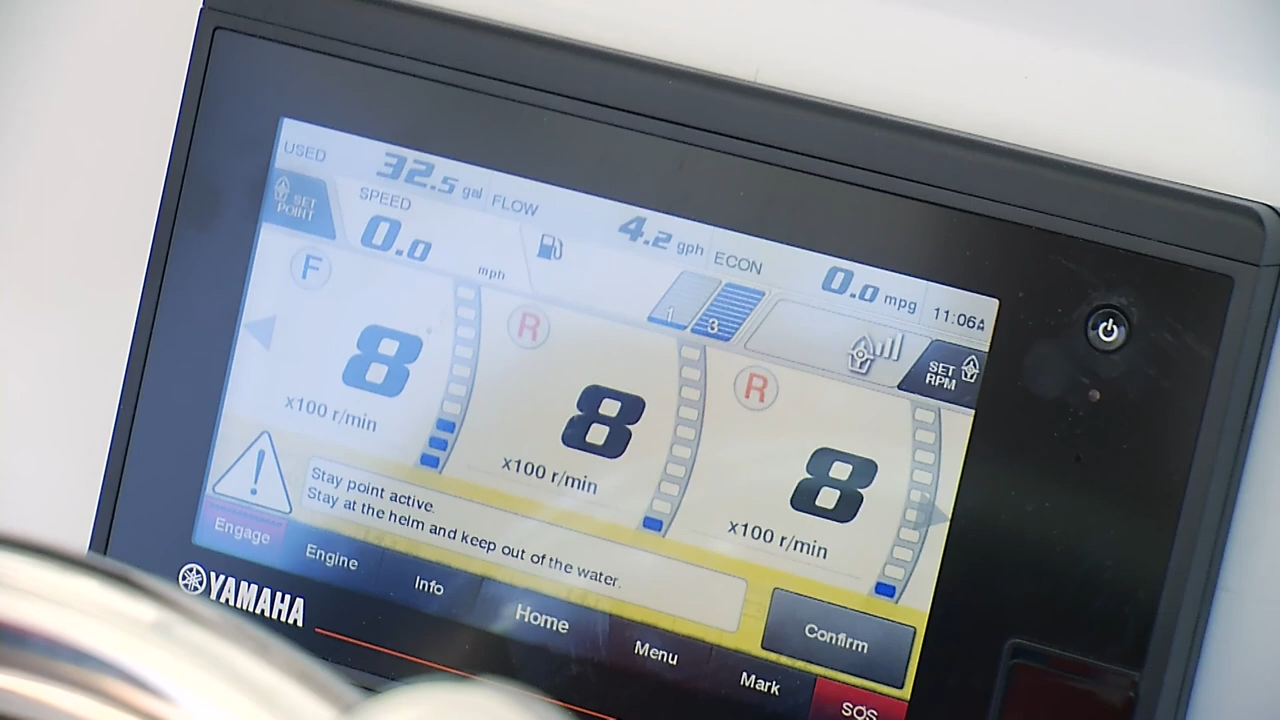 USED 32.5 gal FLOW 4.2 gph ECON 0.0 mpg 11:06A
SET
POINT
SPEED
0.0 mph
1 3
SET
RPM
F R R
8 8 8
x100 r/min x100 r/min x100 r/min
Stay point active.
Stay at the helm and keep out of the water.
Confirm
Engage Engine Info Home Menu Mark SOS
YAMAHA